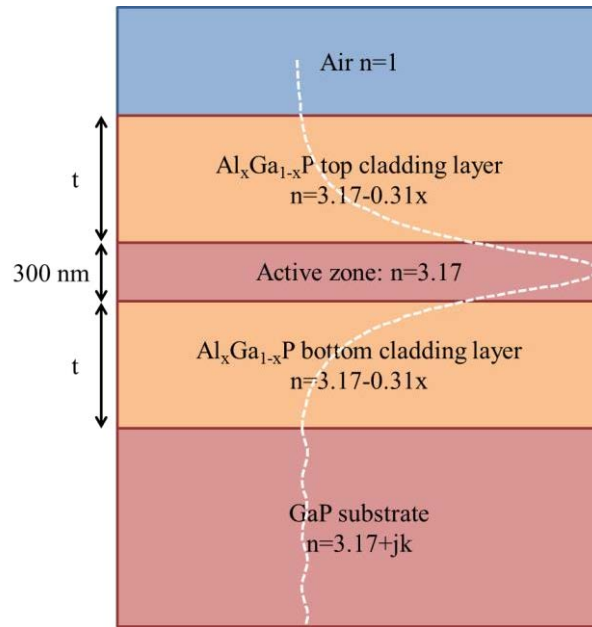 Air n=1
t
AlxGa1-xP top cladding layer
n=3.17-0.31x
300 nm
Active zone: n=3.17
t
AlxGa1-xP bottom cladding layer
n=3.17-0.31x
GaP substrate
n=3.17+jk